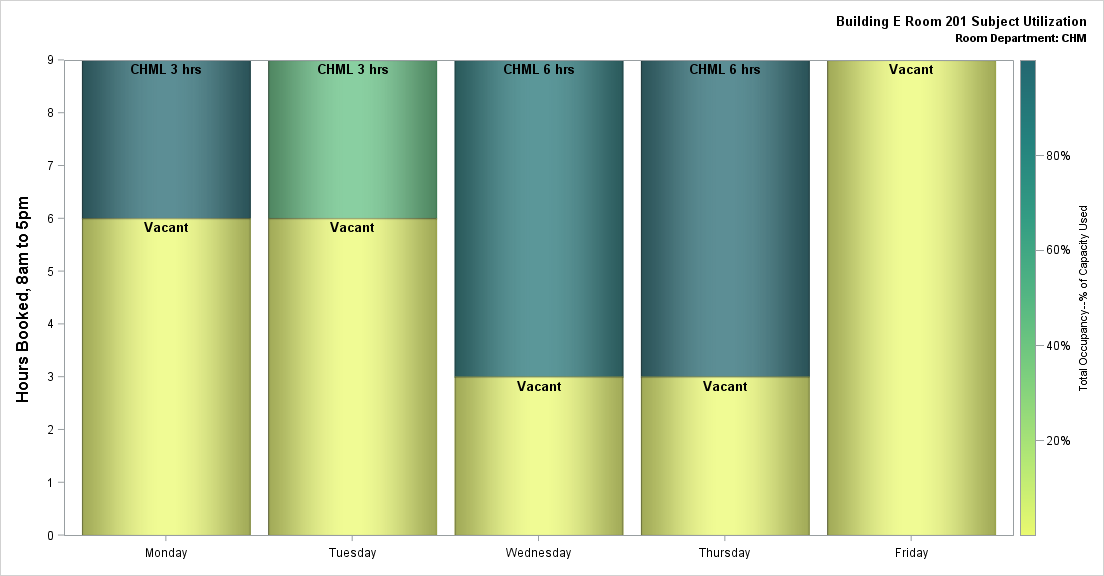 Building E Room 201 Subject Utilization
Room Department: CHM
Hours Booked, 8am to 5pm
9
8
7
6
5
4
3
2
1
0
CHML 3 hrs
Vacant
CHML 3 hrs
Vacant
CHML 6 hrs
Vacant
CHML 6 hrs
Vacant
Vacant
Monday
Tuesday
Wednesday
Thursday
Friday
80%
60%
40%
20%
Total Occupancy--% of Capacity Used